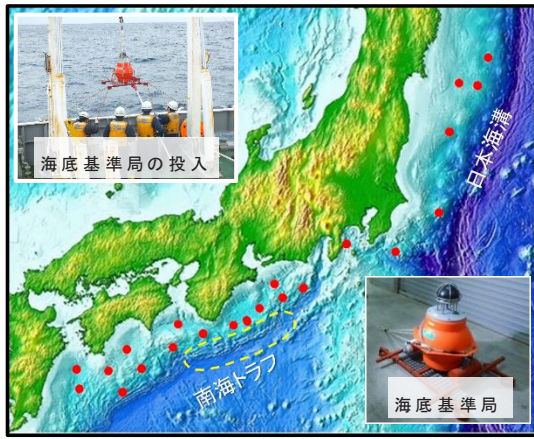 海底基準局の投入
日本海溝
南海トラフ
海底基準局